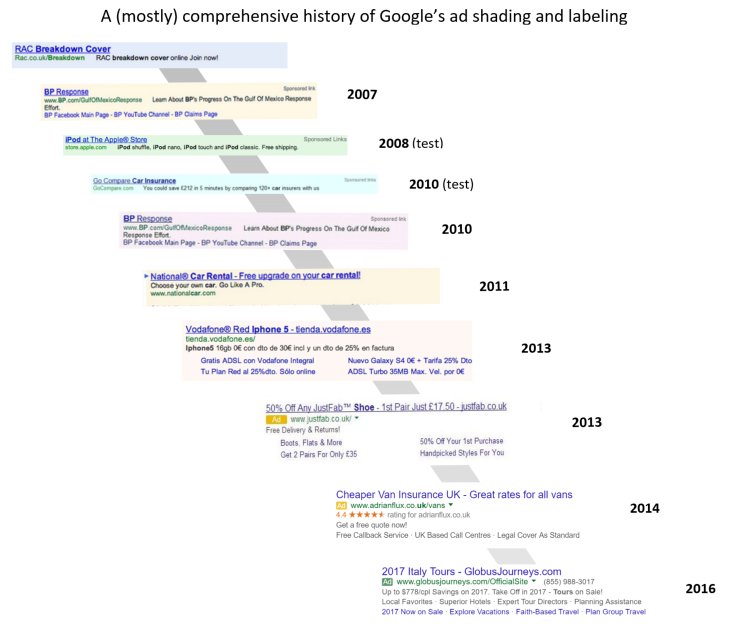 A (mostly) comprehensive history of Google's ad shading and labeling
RAC Breakdown Cover
Rac.co.uk/Breakdown RAC breakdown cover online Join now!
BP Response Sponsored link
www.BP.com/GulfOfMexicoResponse Learn About BP's Progress On The Gulf Of Mexico Response
Effort.
BP Facebook Main Page - BP YouTube Channel - BP Claims Page
2007
iPod at The Apple® Store Sponsored Links
store.apple.com iPod shuffle, iPod nano, iPod touch and iPod classic. Free shipping.
2008 (test)
Go Compare Car Insurance Sponsored links
GoCompare.com You could save £212 in 5 minutes by comparing 120+ car insurers with us
2010 (test)
BP Response Sponsored link
www.BP.com/GulfOfMexicoResponse Learn About BP's Progress On The Gulf Of Mexico
Response Effort.
BP Facebook Main Page - BP YouTube Channel - BP Claims Page
2010
National® Car Rental - Free upgrade on your car rental!
Choose your own car. Go Like A Pro.
www.nationalcar.com
2011
Vodafone® Red Iphone 5 - tienda.vodafone.es
tienda.vodafone.es/
Iphone5 16gb 0€ con dto de 30€ incl y un dto de 25% en factura
Gratis ADSL con Vodafone Integral Nuevo Galaxy S4 0€ + Tarifa 25% Dto
Tu Plan Red al 25%dto. Sólo online ADSL Turbo 35MB Max. Vel. por 0€
2013
50% Off Any JustFab™ Shoe - 1st Pair Just £17.50 - justfab.co.uk
Ad www.justfab.co.uk/
Free Delivery & Returns!
Boots, Flats & More 50% Off Your 1st Purchase
Get 2 Pairs For Only £35 Handpicked Styles For You
2013
Cheaper Van Insurance UK - Great rates for all vans
Ad www.adrianflux.co.uk/vans
4.4 ★★★★★ rating for adrianflux.co.uk
Get a free quote now!
Free Callback Service · UK Based Call Centres · Legal Cover As Standard
2014
2017 Italy Tours - GlobusJourneys.com
Ad www.globusjourneys.com/OfficialSite (855) 988-3017
Up to $778/cpl Savings on 2017. Take Off in 2017 - Tours on Sale!
Local Favorites · Superior Hotels · Expert Tour Directors · Planning Assistance
2017 Now on Sale · Explore Vacations · Faith-Based Travel · Plan Group Travel
2016